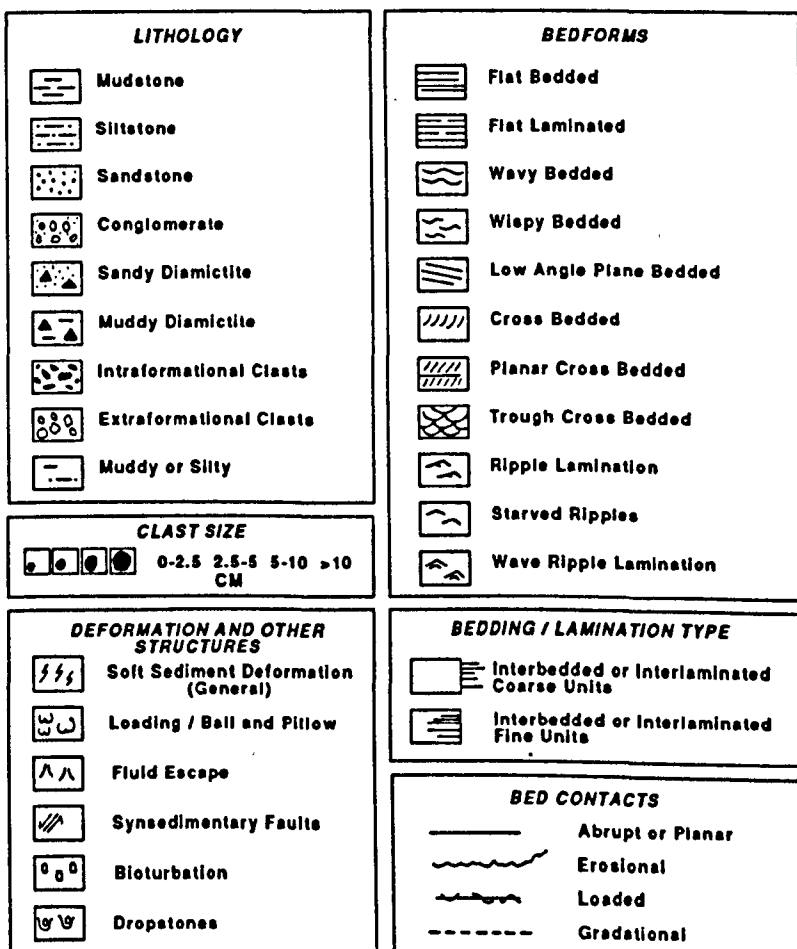 LITHOLOGY
Mudstone
Siltstone
Sandstone
Conglomerate
Sandy Diamictite
Muddy Diamictite
Intraformational Clasts
Extraformational Clasts
Muddy or Silty
CLAST SIZE
0-2.5 2.5-5 5-10 >10
CM
DEFORMATION AND OTHER
STRUCTURES
Soft Sediment Deformation
(General)
Loading / Ball and Pillow
Fluid Escape
Synsedimentary Faults
Bioturbation
Dropstones
BEDFORMS
Flat Bedded
Flat Laminated
Wavy Bedded
Wispy Bedded
Low Angle Plane Bedded
Cross Bedded
Planar Cross Bedded
Trough Cross Bedded
Ripple Lamination
Starved Ripples
Wave Ripple Lamination
BEDDING / LAMINATION TYPE
Interbedded or Interlaminated
Coarse Units
Interbedded or Interlaminated
Fine Units
BED CONTACTS
Abrupt or Planar
Erosional
Loaded
Gradational